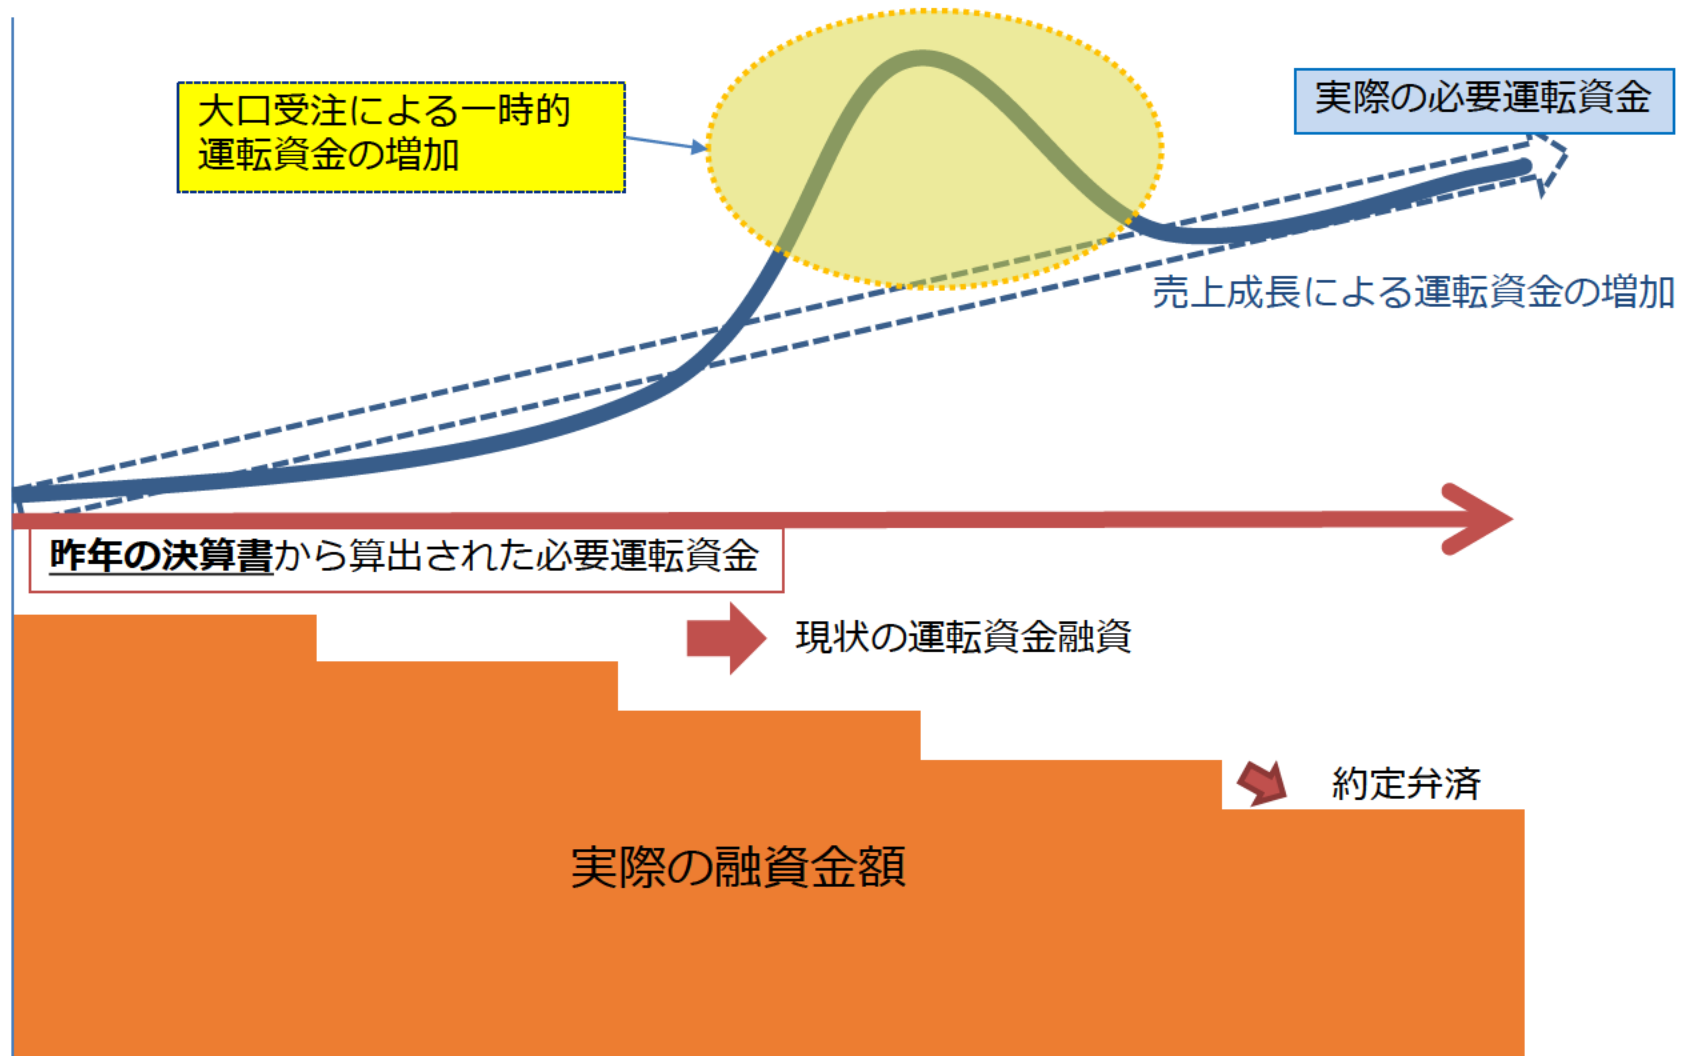 大口受注による一時的
運転資金の増加
実際の必要運転資金
売上成長による運転資金の増加
昨年の決算書から算出された必要運転資金
現状の運転資金融資
約定弁済
実際の融資金額